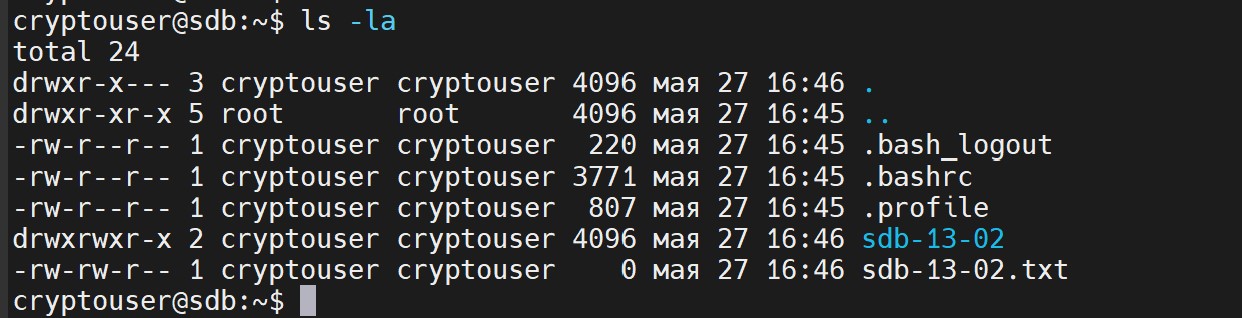 cryptouser@sdb:~$ ls -la
total 24
drwxr-x--- 3 cryptouser cryptouser 4096 мая 27 16:46 .
drwxr-xr-x 5 root       root       4096 мая 27 16:45 ..
-rw-r--r-- 1 cryptouser cryptouser  220 мая 27 16:45 .bash_logout
-rw-r--r-- 1 cryptouser cryptouser 3771 мая 27 16:45 .bashrc
-rw-r--r-- 1 cryptouser cryptouser  807 мая 27 16:45 .profile
drwxrwxr-x 2 cryptouser cryptouser 4096 мая 27 16:46 sdb-13-02
-rw-rw-r-- 1 cryptouser cryptouser    0 мая 27 16:46 sdb-13-02.txt
cryptouser@sdb:~$